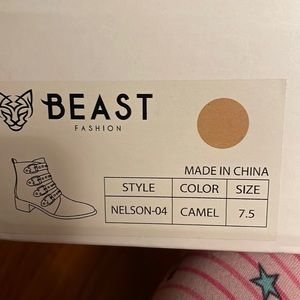 BEAST
FASHION
MADE IN CHINA
STYLE COLOR SIZE
NELSON-04 CAMEL 7.5